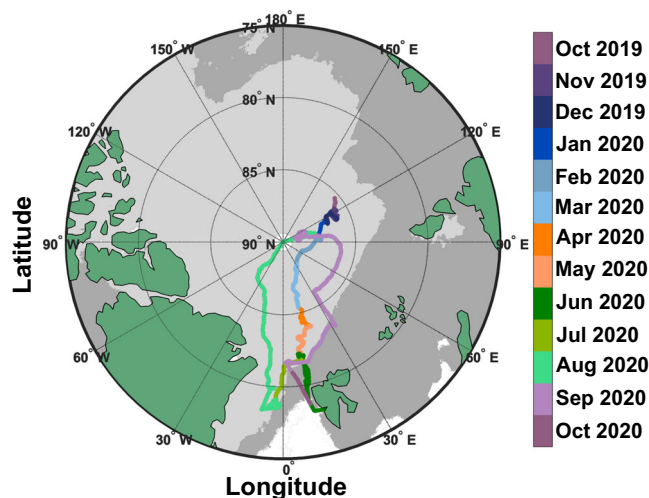 180° E
75° N
150° W
150° E
80° N
120° W
120° E
85° N
90° W
90° N
90° E
60° W
60° E
30° W
30° E
0°
Latitude
Longitude
Oct 2019
Nov 2019
Dec 2019
Jan 2020
Feb 2020
Mar 2020
Apr 2020
May 2020
Jun 2020
Jul 2020
Aug 2020
Sep 2020
Oct 2020